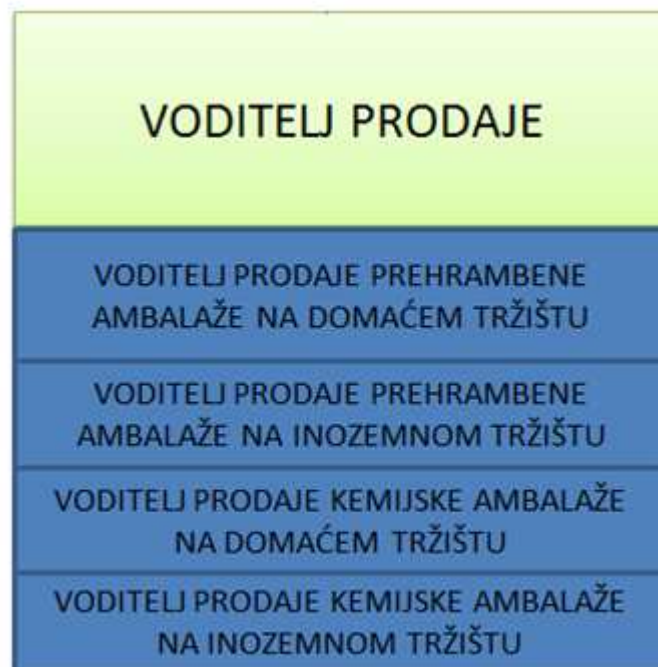 VODITELJ PRODAJE
VODITELJ PRODAJE PREHRAMBENE
AMBALAŽE NA DOMAĆEM TRŽIŠTU
VODITELJ PRODAJE PREHRAMBENE
AMBALAŽE NA INOZEMNOM TRŽIŠTU
VODITELJ PRODAJE KEMIJSKE AMBALAŽE
NA DOMAĆEM TRŽIŠTU
VODITELJ PRODAJE KEMIJSKE AMBALAŽE
NA INOZEMNOM TRŽIŠTU